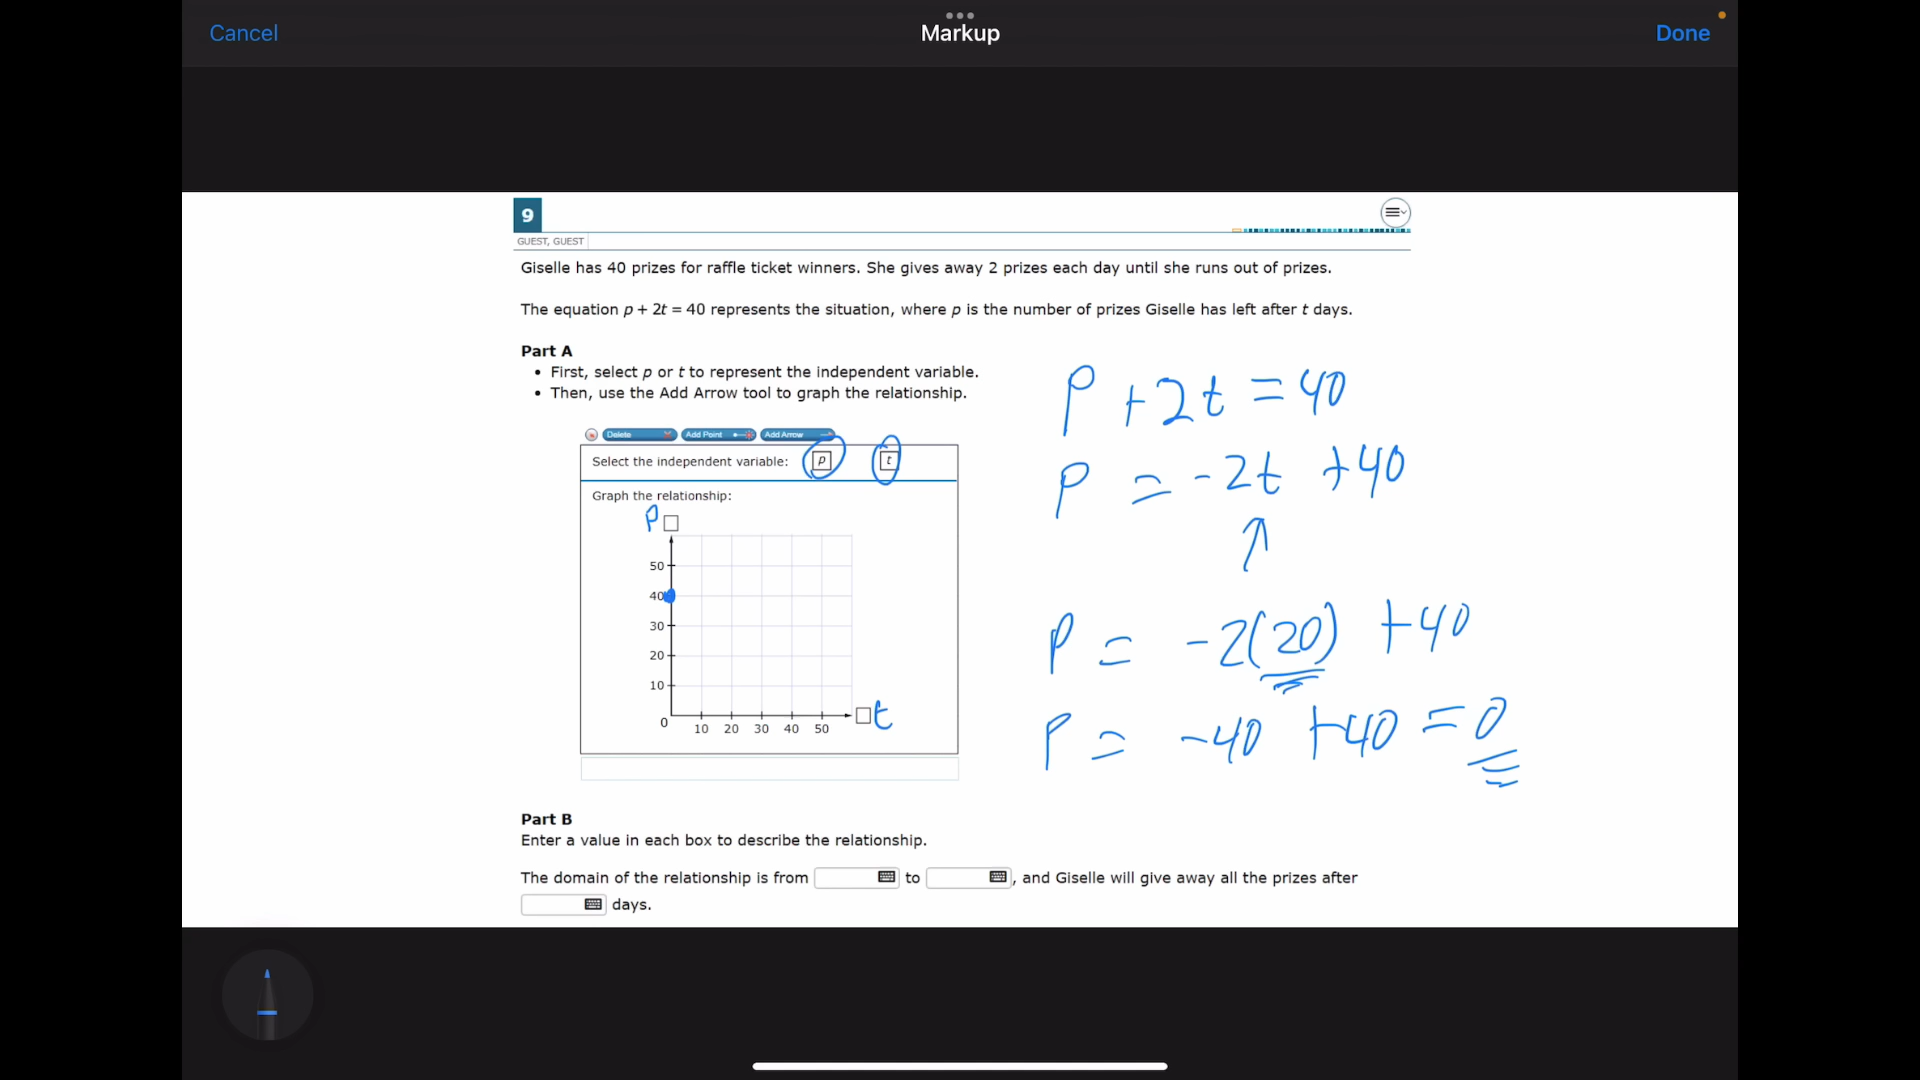 Cancel
Markup
Done
9
GUEST, GUEST
Giselle has 40 prizes for raffle ticket winners. She gives away 2 prizes each day until she runs out of prizes.
The equation p + 2t = 40 represents the situation, where p is the number of prizes Giselle has left after t days.
Part A
• First, select p or t to represent the independent variable.
• Then, use the Add Arrow tool to graph the relationship.
Delete Add Point Add Arrow
Select the independent variable: p t
Graph the relationship:
P
50
40
30
20
10
0
10 20 30 40 50
t
P + 2t = 40
P = -2t + 40
P = -2(20) + 40
P = -40 + 40 = 0
Part B
Enter a value in each box to describe the relationship.
The domain of the relationship is from to , and Giselle will give away all the prizes after
days.